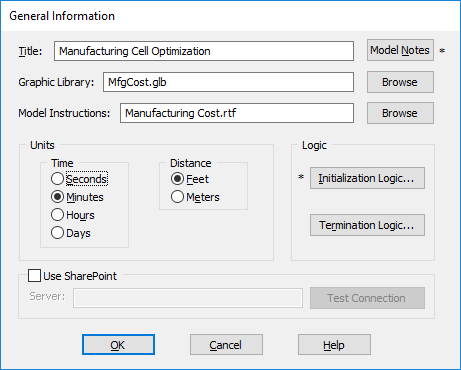 General Information
Title: Manufacturing Cell Optimization Model Notes *
Graphic Library: MfgCost.glb Browse
Model Instructions: Manufacturing Cost.rtf Browse
Units Logic
Time Distance
Seconds Feet * Initialization Logic...
Minutes Meters
Hours Termination Logic...
Days
Use SharePoint
Server: Test Connection
OK Cancel Help